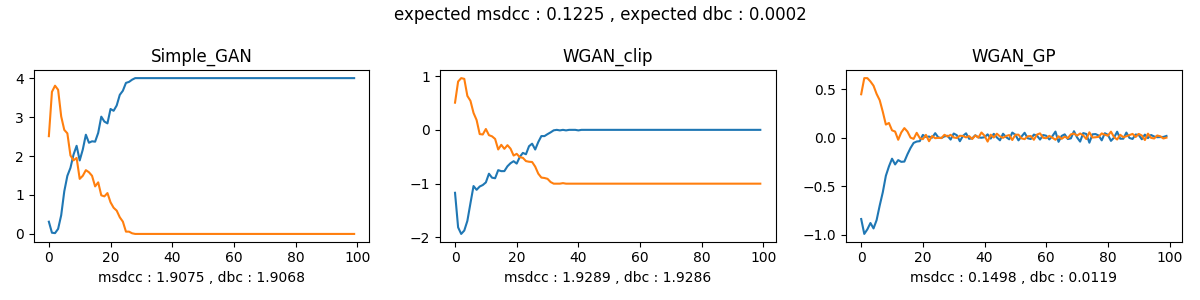 expected msdcc : 0.1225 , expected dbc : 0.0002
Simple_GAN
4
3
2
1
0
0 20 40 60 80 100
msdcc : 1.9075 , dbc : 1.9068
WGAN_clip
1
0
−1
−2
0 20 40 60 80 100
msdcc : 1.9289 , dbc : 1.9286
WGAN_GP
0.5
0.0
−0.5
−1.0
0 20 40 60 80 100
msdcc : 0.1498 , dbc : 0.0119